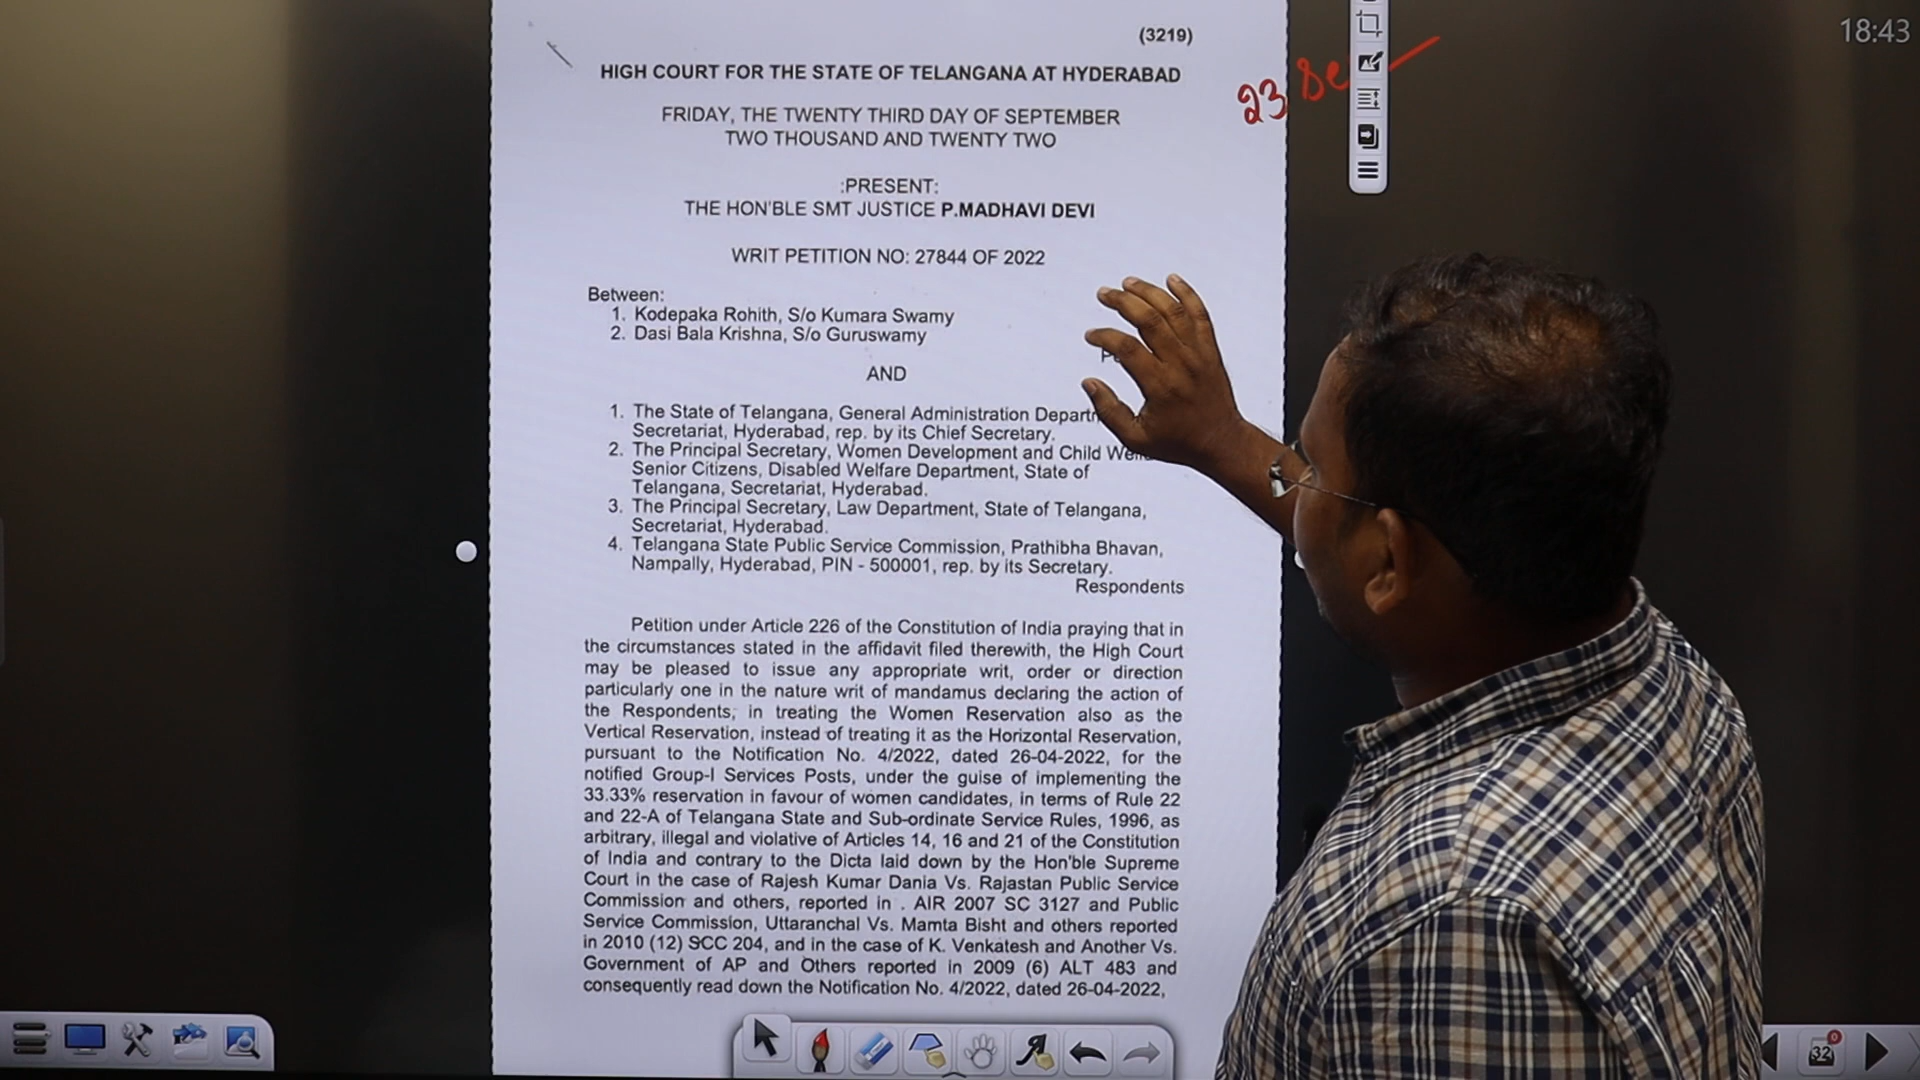 (3219)
HIGH COURT FOR THE STATE OF TELANGANA AT HYDERABAD
18:43
23 Se
FRIDAY, THE TWENTY THIRD DAY OF SEPTEMBER
TWO THOUSAND AND TWENTY TWO
:PRESENT:
THE HON'BLE SMT JUSTICE P.MADHAVI DEVI
WRIT PETITION NO: 27844 OF 2022
Between:
1. Kodepaka Rohith, S/o Kumara Swamy
2. Dasi Bala Krishna, S/o Guruswamy
AND
1. The State of Telangana, General Administration
Secretariat, Hyderabad, rep. by its Chief Secretary.
2. The Principal Secretary, Women Development and Child
Senior Citizens, Disabled Welfare Department, State of
Telangana, Secretariat, Hyderabad.
3. The Principal Secretary, Law Department, State of Telangana,
Secretariat, Hyderabad.
4. Telangana State Public Service Commission, Prathibha Bhavan,
Nampally, Hyderabad, PIN - 500001, rep. by its Secretary.
Respondents
Petition under Article 226 of the Constitution of India praying that in
the circumstances stated in the affidavit filed therewith, the High Court
may be pleased to issue any appropriate writ, order or direction
particularly one in the nature writ of mandamus declaring the action of
the Respondents, in treating the Women Reservation also as the
Vertical Reservation, instead of treating it as the Horizontal Reservation,
pursuant to the Notification No. 4/2022, dated 26-04-2022, for the
notified Group-I Services Posts, under the guise of implementing the
33.33% reservation in favour of women candidates, in terms of Rule 22
and 22-A of Telangana State and Sub-ordinate Service Rules, 1996, as
arbitrary, illegal and violative of Articles 14, 16 and 21 of the Constitution
of India and contrary to the Dicta laid down by the Hon'ble Supreme
Court in the case of Rajesh Kumar Dania Vs. Rajastan Public Service
Commission and others, reported in . AIR 2007 SC 3127 and Public
Service Commission, Uttaranchal Vs. Mamta Bisht and others reported
in 2010 (12) SCC 204, and in the case of K. Venkatesh and Another Vs.
Government of AP and Others reported in 2009 (6) ALT 483 and
consequently read down the Notification No. 4/2022, dated 26-04-2022,
32
0